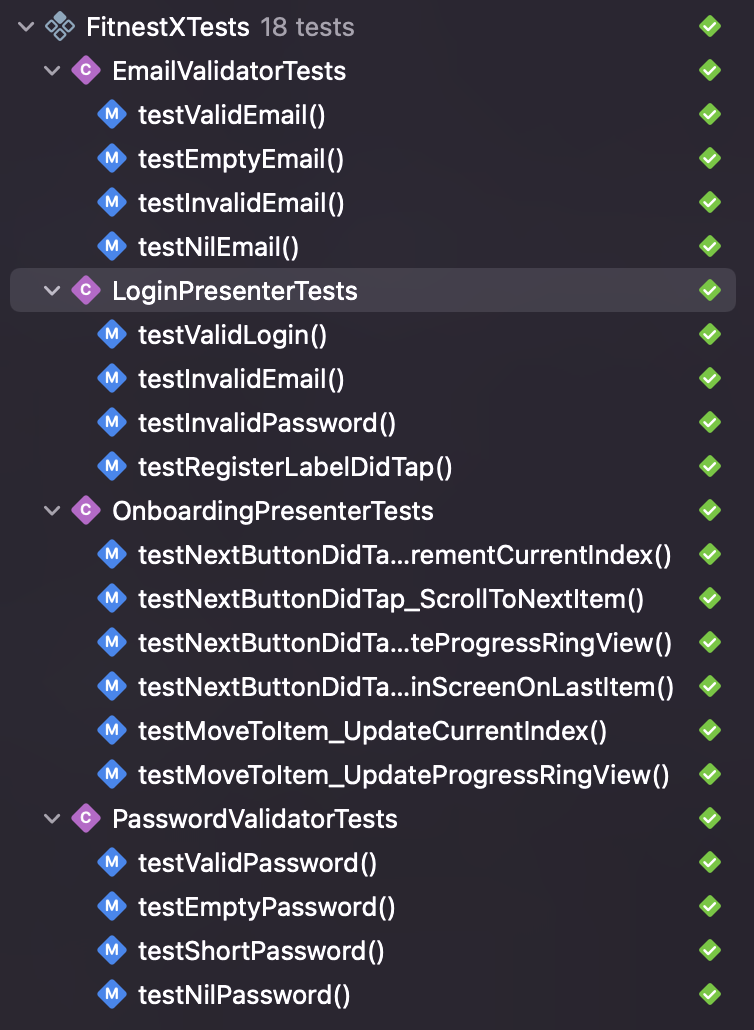 FitnestXTests 18 tests
C EmailValidatorTests
M testValidEmail()
M testEmptyEmail()
M testInvalidEmail()
M testNilEmail()
C LoginPresenterTests
M testValidLogin()
M testInvalidEmail()
M testInvalidPassword()
M testRegisterLabelDidTap()
C OnboardingPresenterTests
M testNextButtonDidTa...rementCurrentIndex()
M testNextButtonDidTap_ScrollToNextItem()
M testNextButtonDidTa...teProgressRingView()
M testNextButtonDidTa...inScreenOnLastItem()
M testMoveToItem_UpdateCurrentIndex()
M testMoveToItem_UpdateProgressRingView()
C PasswordValidatorTests
M testValidPassword()
M testEmptyPassword()
M testShortPassword()
M testNilPassword()